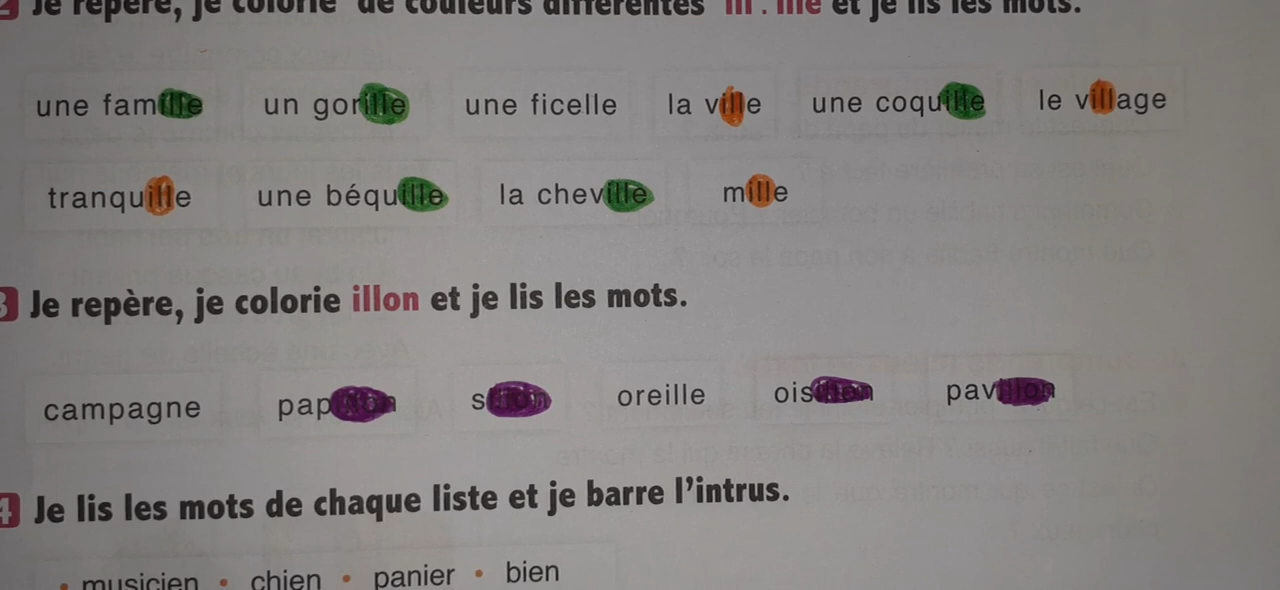 2 Je repère, je colorie de couleurs différentes ill . ille et je lis les mots.
une famille un gorille une ficelle la ville une coquille le village
tranquille une béquille la cheville mille
3 Je repère, je colorie illon et je lis les mots.
campagne papillon sillon oreille oisillon pavillon
4 Je lis les mots de chaque liste et je barre l'intrus.
• musicien • chien • panier • bien